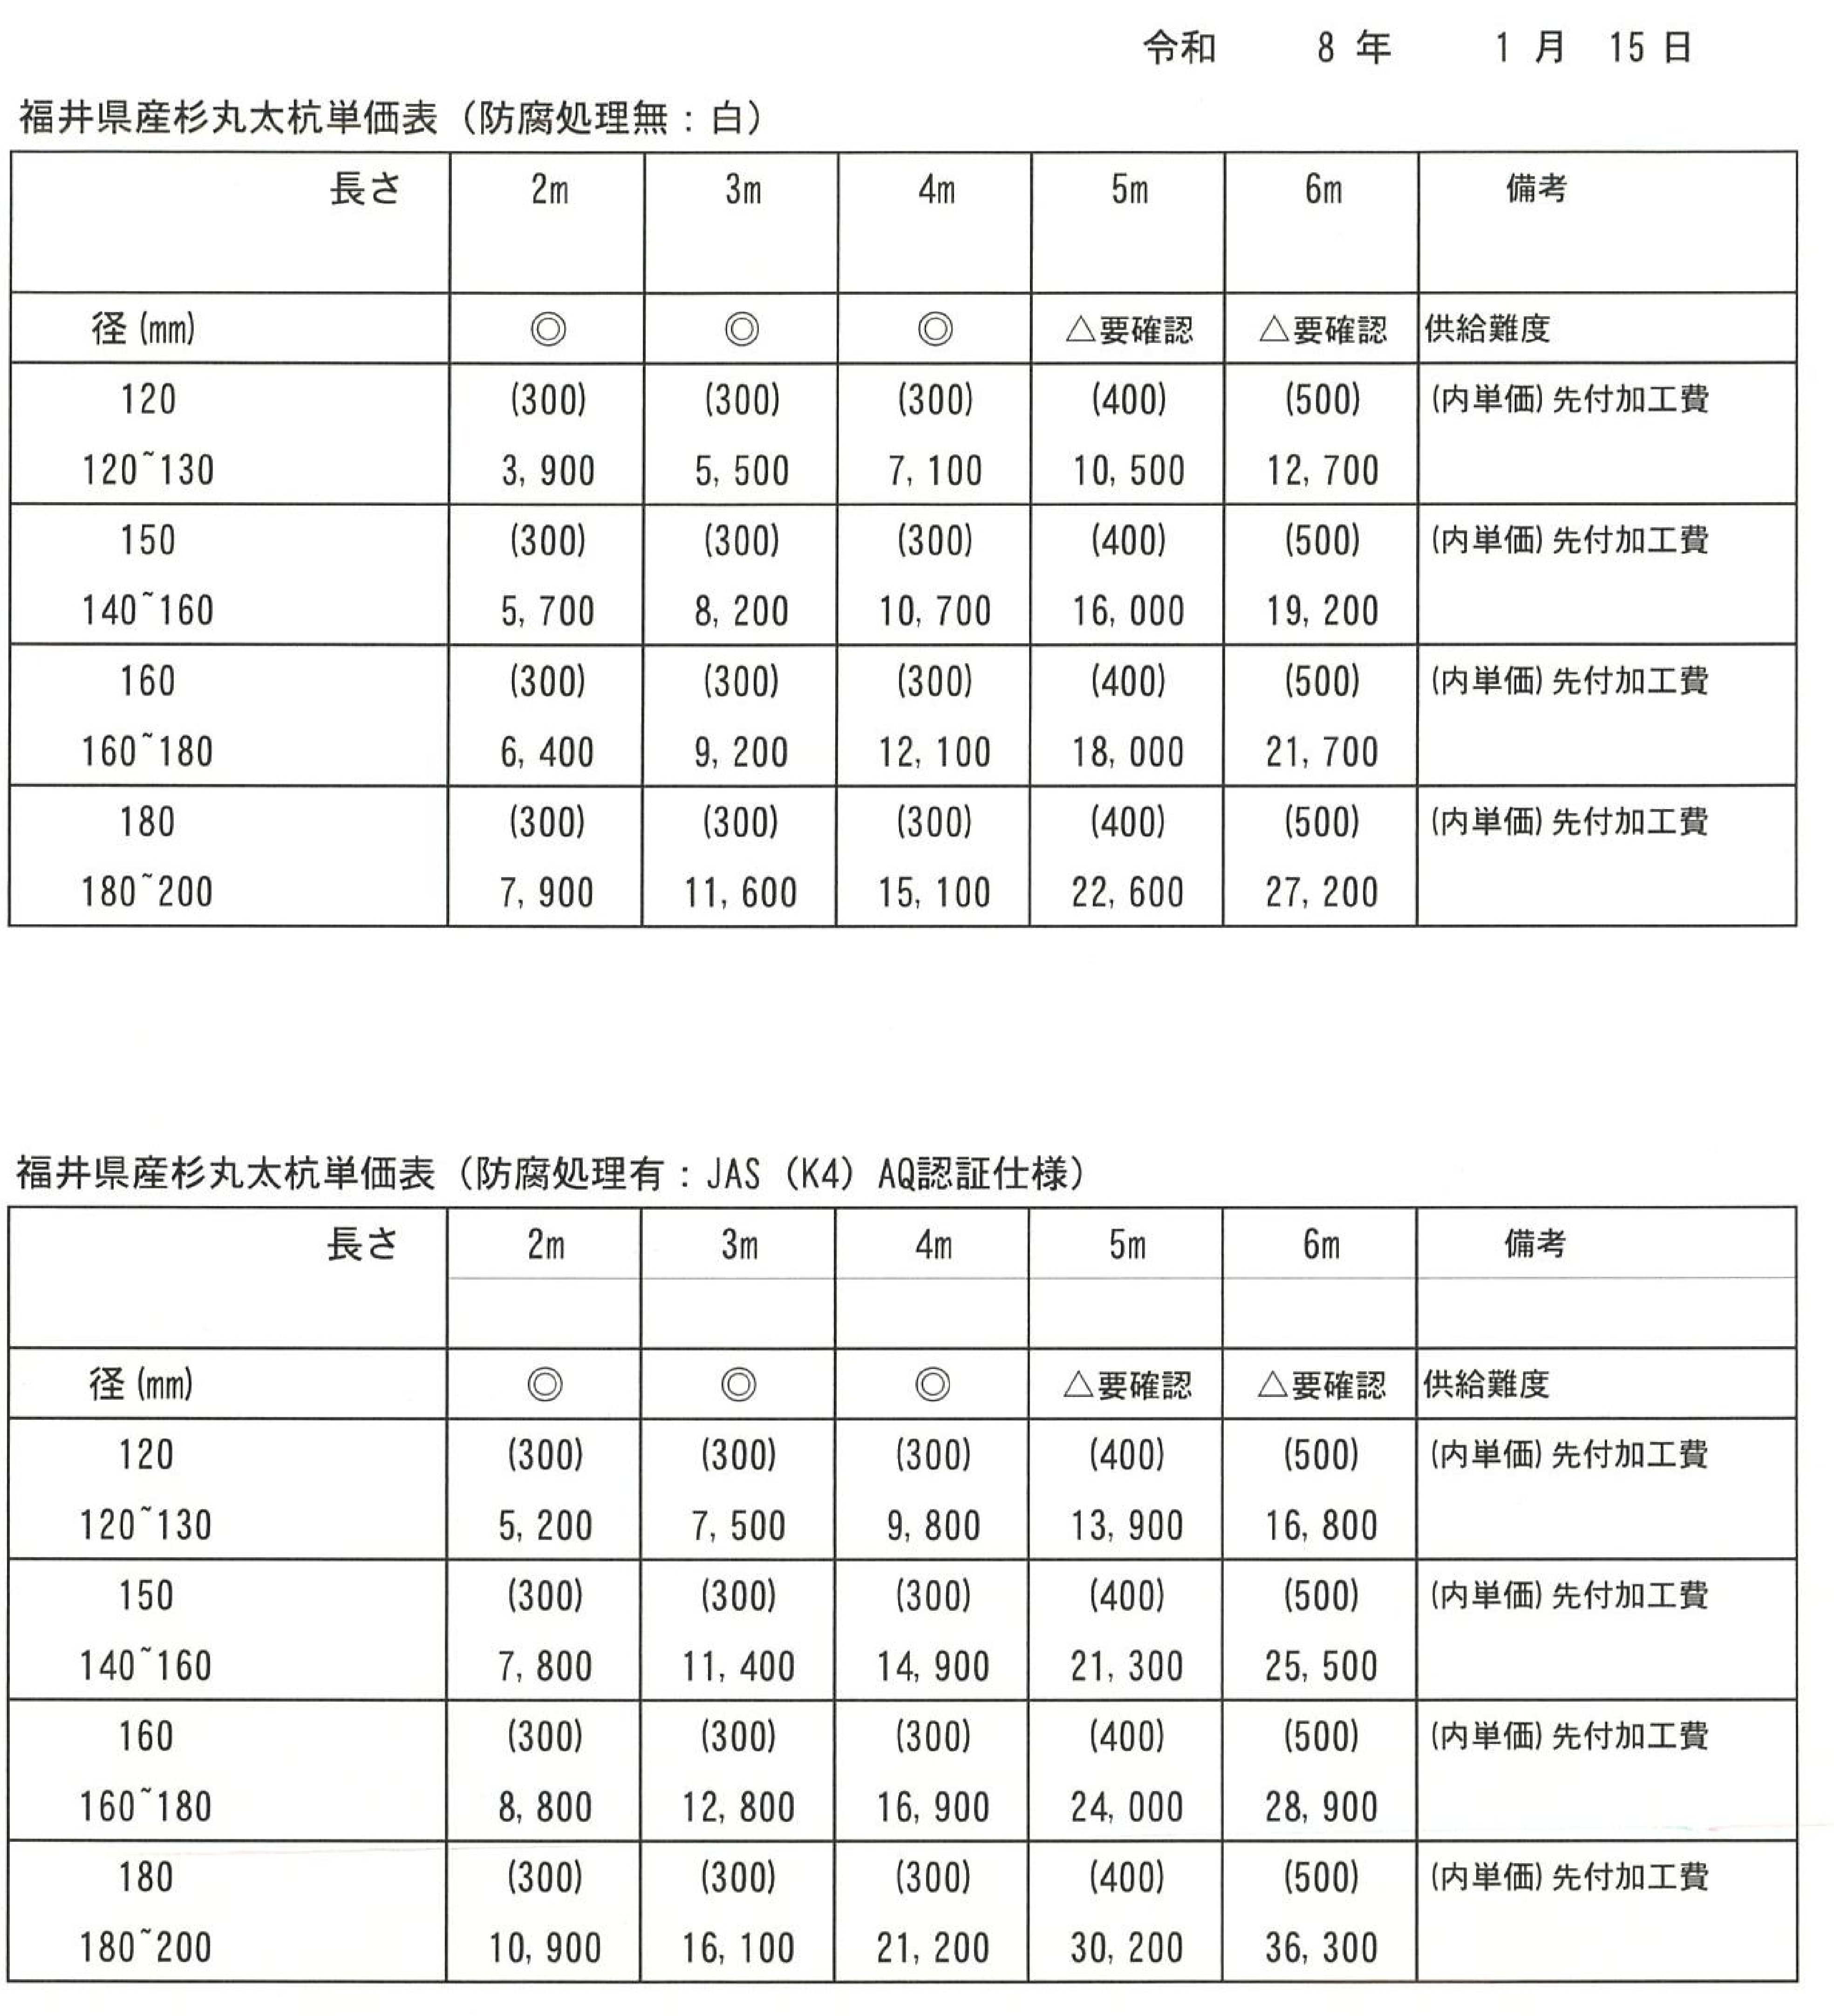 令和 8 年 1 月 15 日
福井県産杉丸太杭単価表（防腐処理無：白）
長さ 2m 3m 4m 5m 6m 備考
径(mm) ◎ ◎ ◎ △要確認 △要確認 供給難度
120 (300) (300) (300) (400) (500) (内単価)先付加工費
120~130 3,900 5,500 7,100 10,500 12,700
150 (300) (300) (300) (400) (500) (内単価)先付加工費
140~160 5,700 8,200 10,700 16,000 19,200
160 (300) (300) (300) (400) (500) (内単価)先付加工費
160~180 6,400 9,200 12,100 18,000 21,700
180 (300) (300) (300) (400) (500) (内単価)先付加工費
180~200 7,900 11,600 15,100 22,600 27,200
福井県産杉丸太杭単価表（防腐処理有：JAS（K4）AQ認証仕様）
長さ 2m 3m 4m 5m 6m 備考
径(mm) ◎ ◎ ◎ △要確認 △要確認 供給難度
120 (300) (300) (300) (400) (500) (内単価)先付加工費
120~130 5,200 7,500 9,800 13,900 16,800
150 (300) (300) (300) (400) (500) (内単価)先付加工費
140~160 7,800 11,400 14,900 21,300 25,500
160 (300) (300) (300) (400) (500) (内単価)先付加工費
160~180 8,800 12,800 16,900 24,000 28,900
180 (300) (300) (300) (400) (500) (内単価)先付加工費
180~200 10,900 16,100 21,200 30,200 36,300